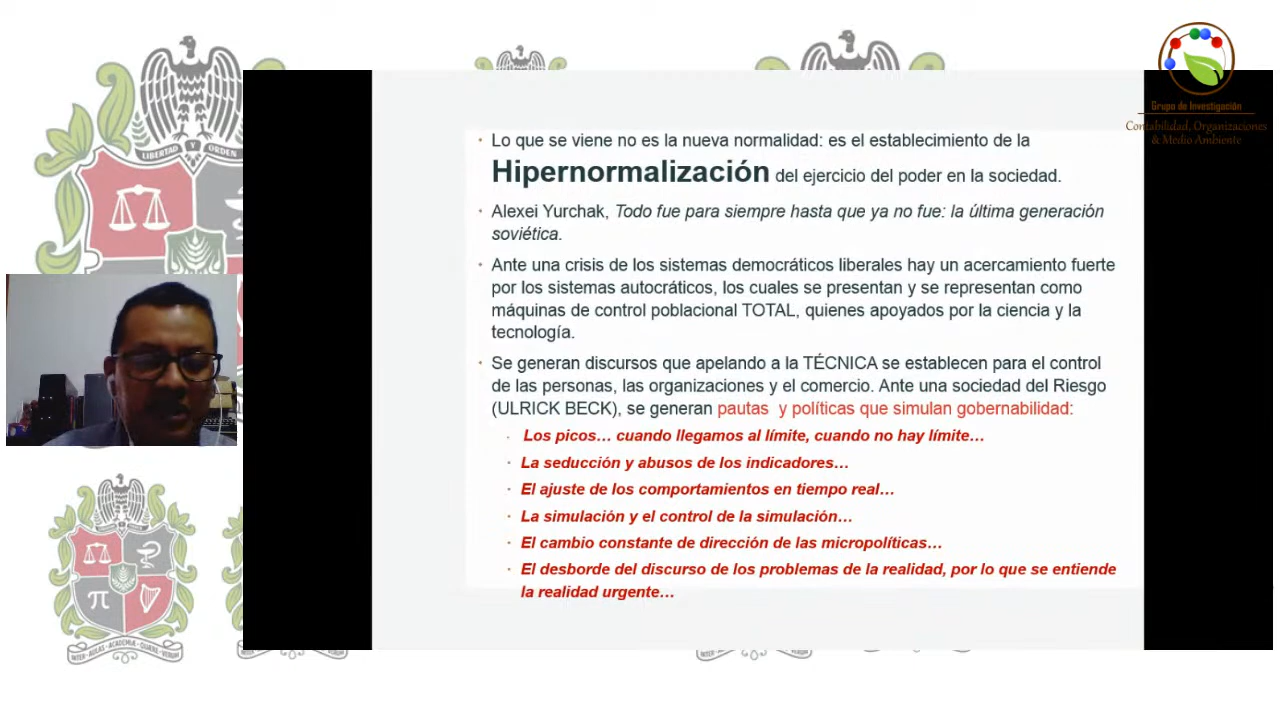 Grupo de Investigación
Contabilidad, Organizaciones
& Medio Ambiente
LIBERTAD Y ORDEN
Lo que se viene no es la nueva normalidad: es el establecimiento de la
Hipernormalización del ejercicio del poder en la sociedad.
Alexei Yurchak, Todo fue para siempre hasta que ya no fue: la última generación
soviética.
Ante una crisis de los sistemas democráticos liberales hay un acercamiento fuerte
por los sistemas autocráticos, los cuales se presentan y se representan como
máquinas de control poblacional TOTAL, quienes apoyados por la ciencia y la
tecnología.
Se generan discursos que apelando a la TÉCNICA se establecen para el control
de las personas, las organizaciones y el comercio. Ante una sociedad del Riesgo
(ULRICK BECK), se generan pautas y políticas que simulan gobernabilidad:
Los picos… cuando llegamos al límite, cuando no hay límite…
La seducción y abusos de los indicadores…
El ajuste de los comportamientos en tiempo real…
La simulación y el control de la simulación…
El cambio constante de dirección de las micropolíticas…
El desborde del discurso de los problemas de la realidad, por lo que se entiende
la realidad urgente…
π
INTER · AULAS · ACADEMIÆ · QUÆRE · VERUM